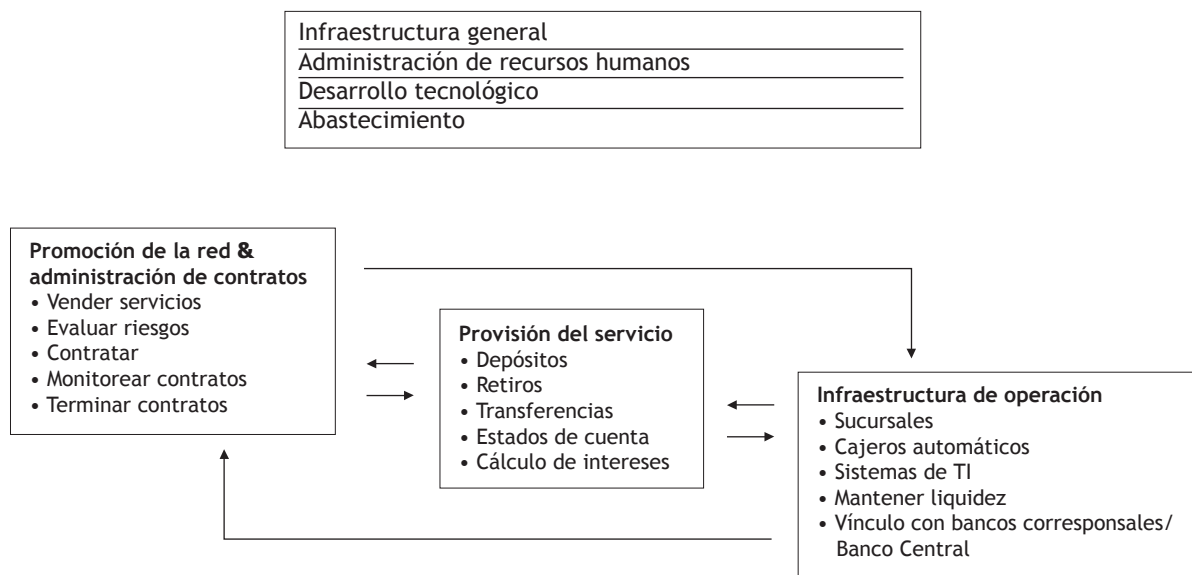 Infraestructura general
Administración de recursos humanos
Desarrollo tecnológico
Abastecimiento
Promoción de la red &
administración de contratos
• Vender servicios
• Evaluar riesgos
• Contratar
• Monitorear contratos
• Terminar contratos
Provisión del servicio
• Depósitos
• Retiros
• Transferencias
• Estados de cuenta
• Cálculo de intereses
Infraestructura de operación
• Sucursales
• Cajeros automáticos
• Sistemas de TI
• Mantener liquidez
• Vínculo con bancos corresponsales/
Banco Central